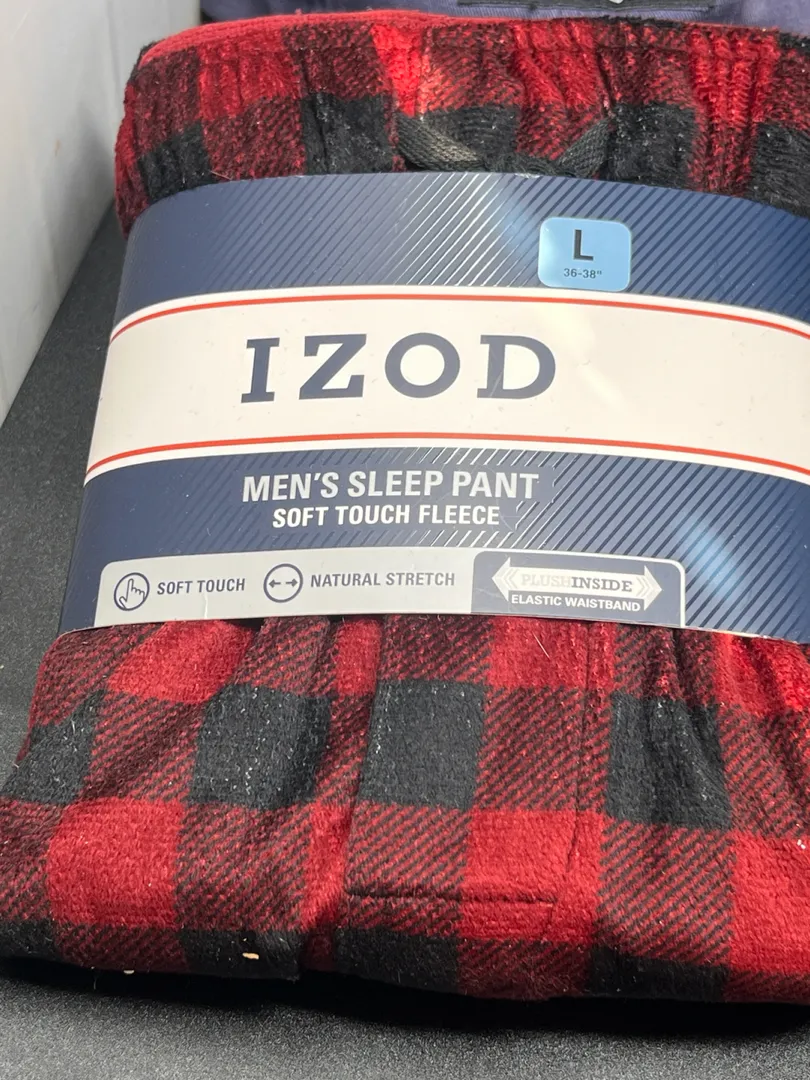 L
36-38"
IZOD
MEN'S SLEEP PANT
SOFT TOUCH FLEECE
SOFT TOUCH
NATURAL STRETCH
PLUSHINSIDE
ELASTIC WAISTBAND